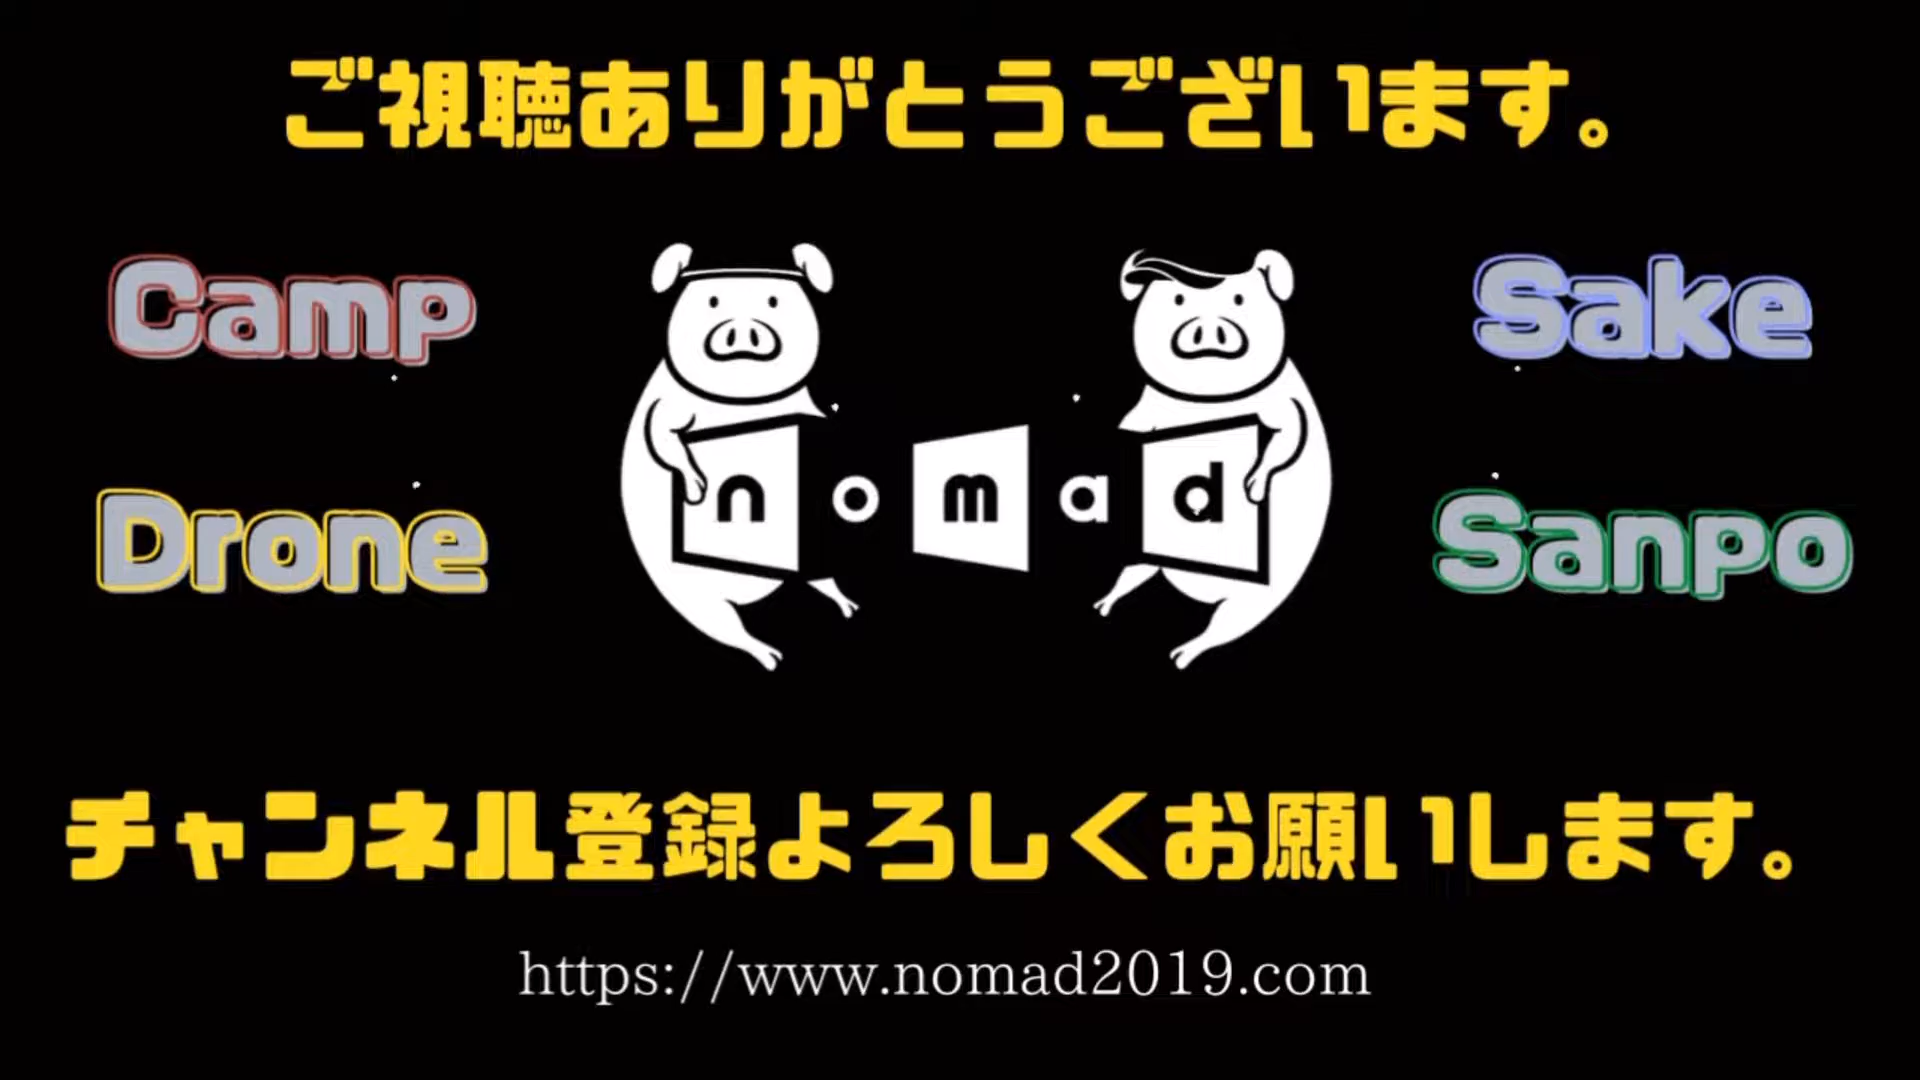 ご視聴ありがとうございます。
Camp
Sake
nomad
Drone
Sanpo
チャンネル登録よろしくお願いします。
https://www.nomad2019.com